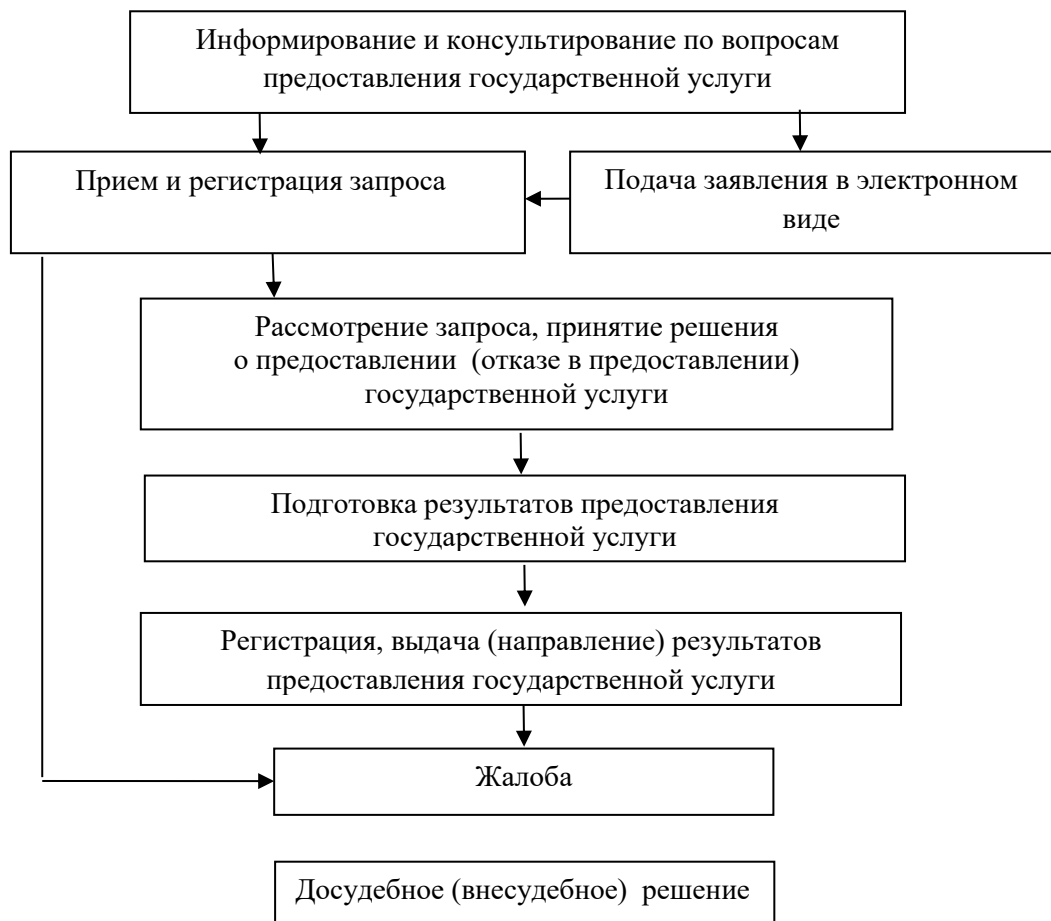 Информирование и консультирование по вопросам
предоставления государственной услуги
Прием и регистрация запроса
Подача заявления в электронном
виде
Рассмотрение запроса, принятие решения
о предоставлении (отказе в предоставлении)
государственной услуги
Подготовка результатов предоставления
государственной услуги
Регистрация, выдача (направление) результатов
предоставления государственной услуги
Жалоба
Досудебное (внесудебное) решение